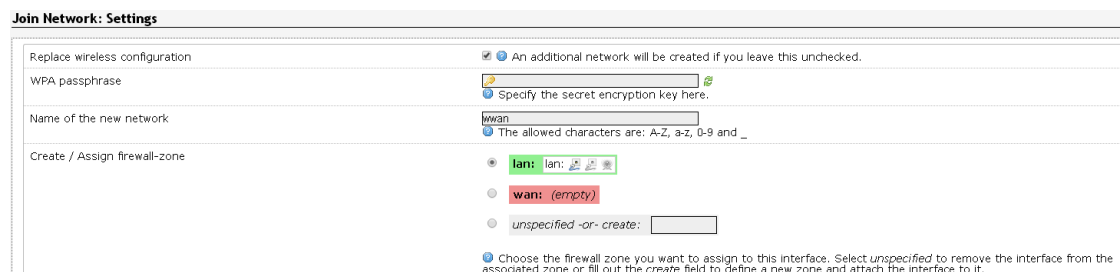 Join Network: Settings
Replace wireless configuration
An additional network will be created if you leave this unchecked.
WPA passphrase
Specify the secret encryption key here.
Name of the new network
wwan
The allowed characters are: A-Z, a-z, 0-9 and _
Create / Assign firewall-zone
lan: lan:
wan: (empty)
unspecified -or- create:
Choose the firewall zone you want to assign to this interface. Select unspecified to remove the interface from the
associated zone or fill out the create field to define a new zone and attach the interface to it.